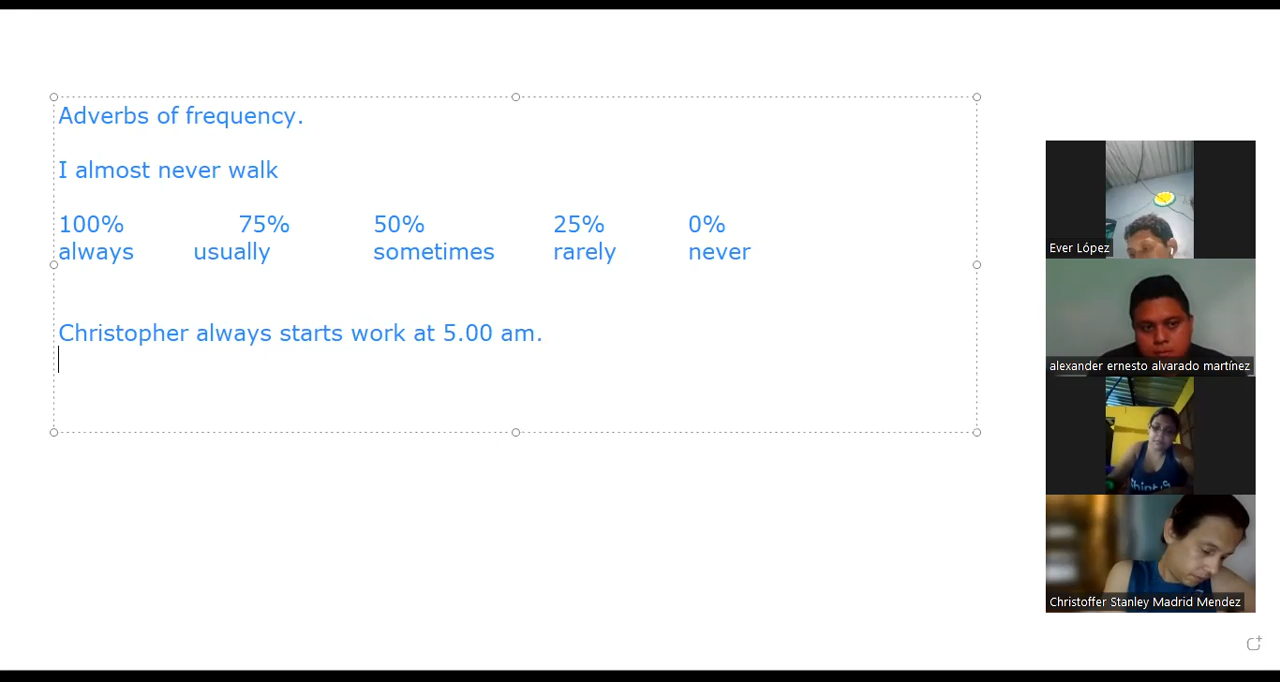 Adverbs of frequency.
I almost never walk
100% 75% 50% 25% 0%
always usually sometimes rarely never
Christopher always starts work at 5.00 am.
Ever López
alexander ernesto alvarado martínez
Christoffer Stanley Madrid Mendez